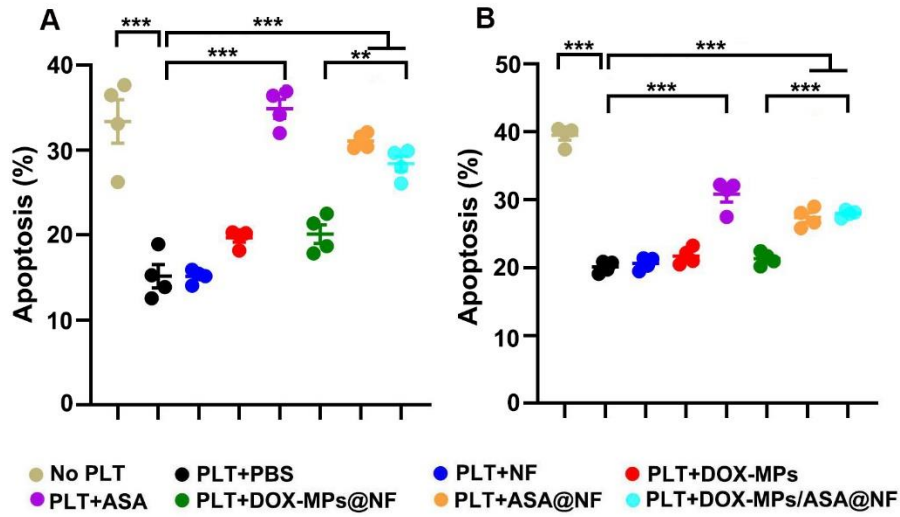 A
*** ***
*** **
Apoptosis (%)
40
30
20
10
0
B
*** ***
*** ***
Apoptosis (%)
50
40
30
20
10
0
No PLT PLT+PBS PLT+NF PLT+DOX-MPs
PLT+ASA PLT+DOX-MPs@NF PLT+ASA@NF PLT+DOX-MPs/ASA@NF